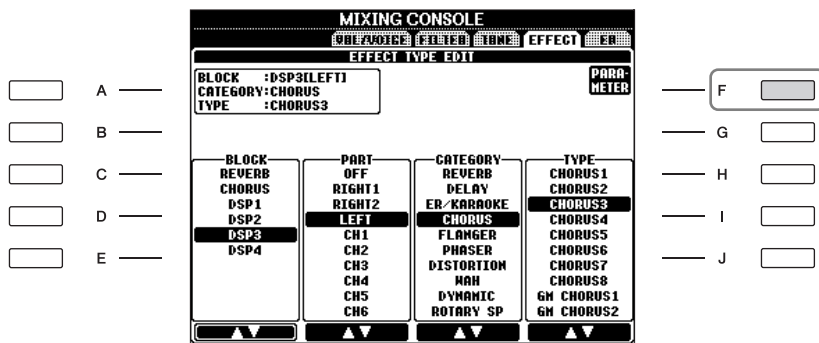 MIXING CONSOLE
VOL/VOICE FILTER TUNE EFFECT EQ
EFFECT TYPE EDIT
BLOCK :DSP3[LEFT]
CATEGORY:CHORUS
TYPE :CHORUS3
PARA-
METER
A
B
C
D
E
F
G
H
I
J
BLOCK
REVERB
CHORUS
DSP1
DSP2
DSP3
DSP4
PART
OFF
RIGHT1
RIGHT2
LEFT
CH1
CH2
CH3
CH4
CH5
CH6
CATEGORY
REVERB
DELAY
ER/KARAOKE
CHORUS
FLANGER
PHASER
DISTORTION
WAH
DYNAMIC
ROTARY SP
TYPE
CHORUS1
CHORUS2
CHORUS3
CHORUS4
CHORUS5
CHORUS6
CHORUS7
CHORUS8
GM CHORUS1
GM CHORUS2